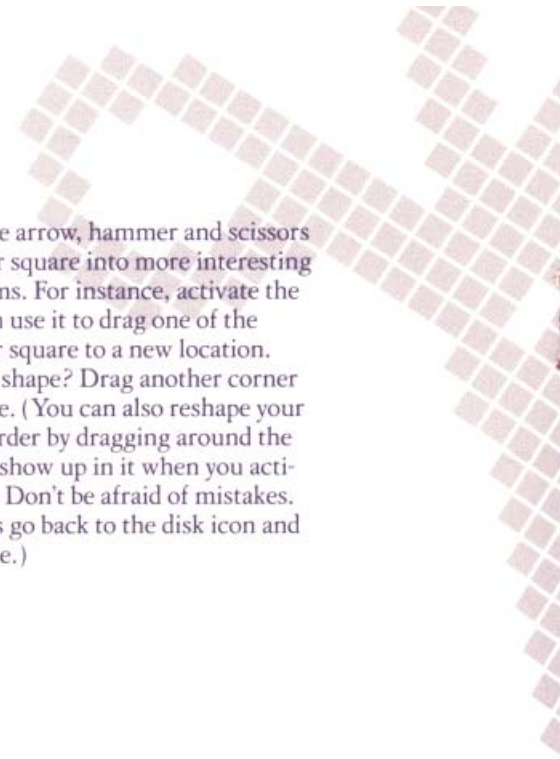 e arrow, hammer and scissors
r square into more interesting
ns. For instance, activate the
n use it to drag one of the
r square to a new location.
shape? Drag another corner
e. (You can also reshape your
rder by dragging around the
show up in it when you acti-
Don't be afraid of mistakes.
s go back to the disk icon and
e.)